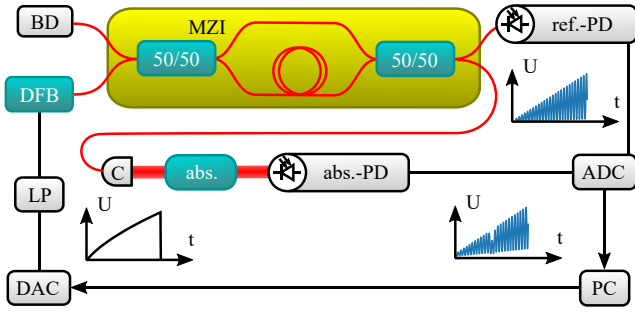 BD
MZI
ref.-PD
50/50
50/50
DFB
U
t
C
abs.
abs.-PD
ADC
LP
U
t
U
t
DAC
PC